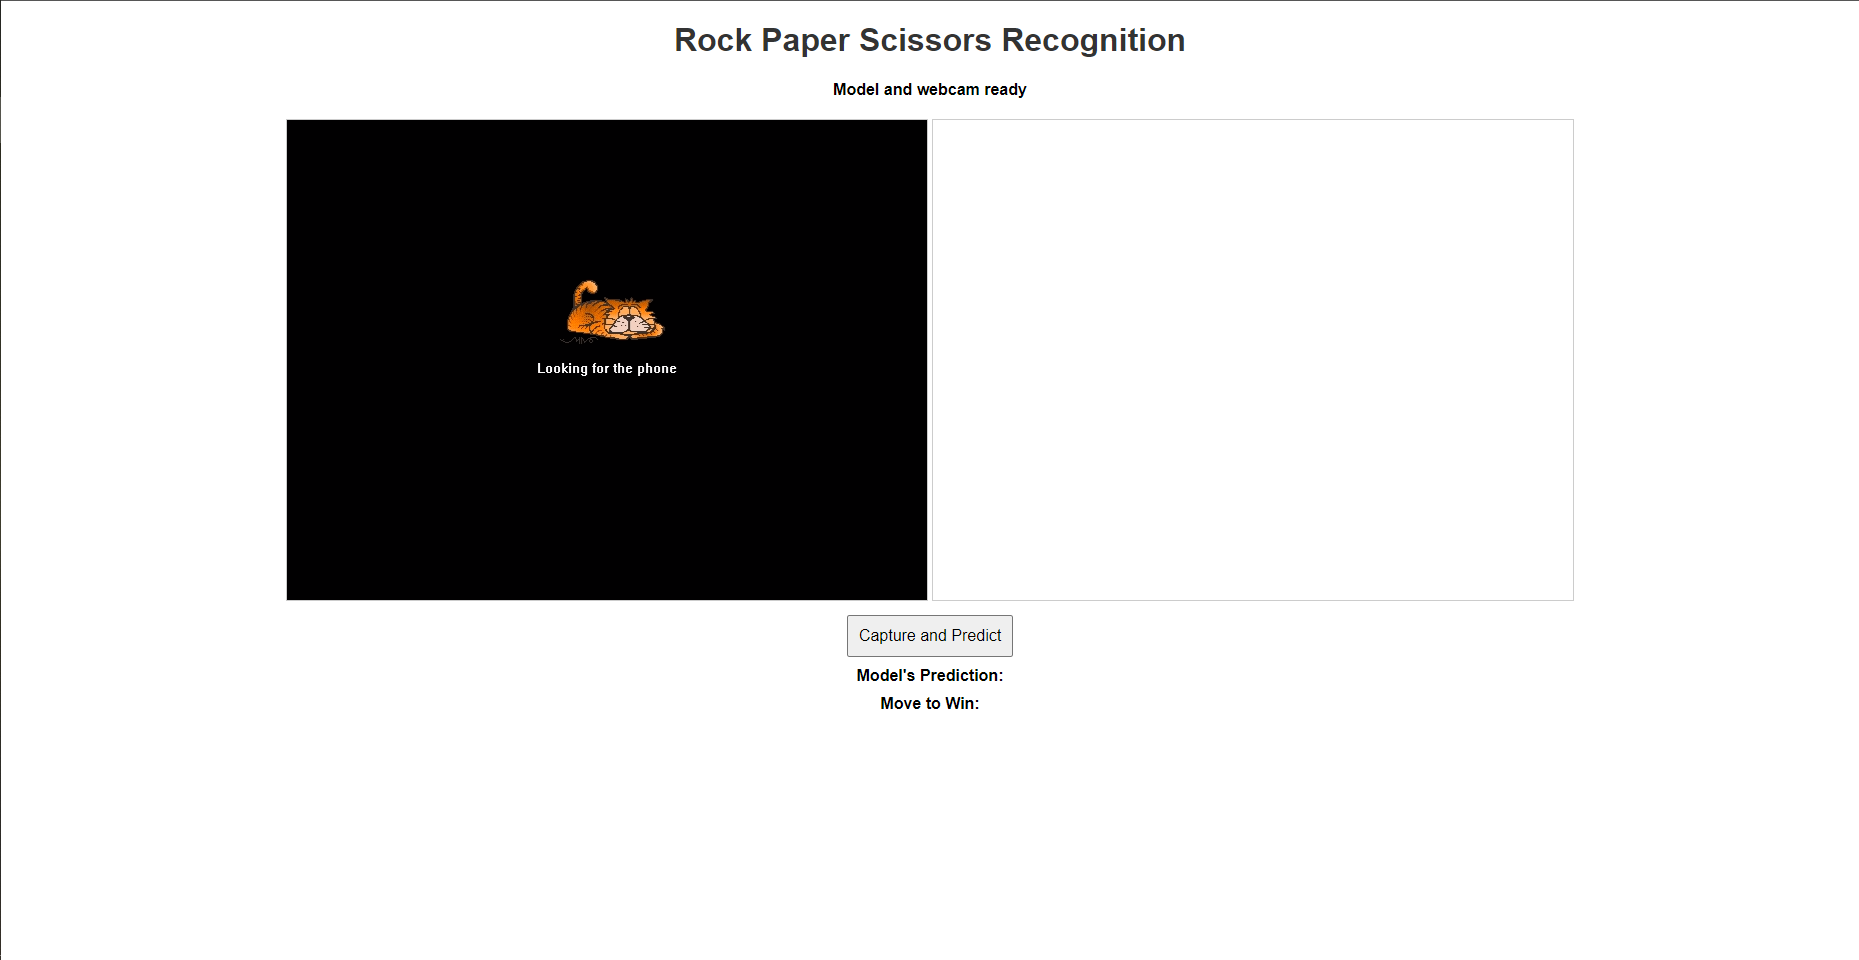 Rock Paper Scissors Recognition
Model and webcam ready
Looking for the phone
Capture and Predict
Model's Prediction:
Move to Win: